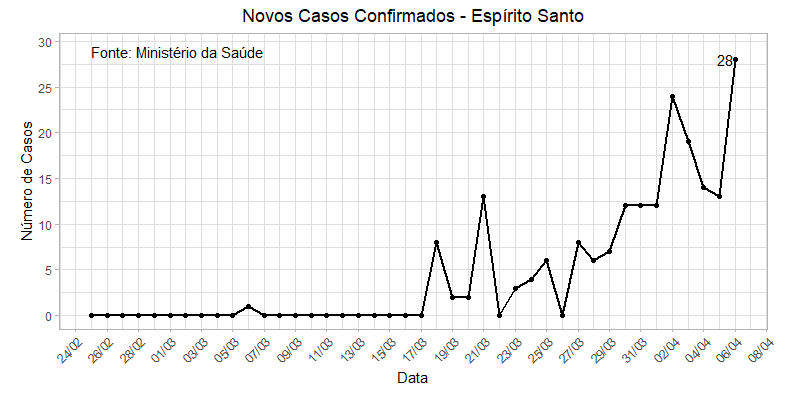 Novos Casos Confirmados - Espírito Santo
Fonte: Ministério da Saúde
28
Número de Casos
30
25
20
15
10
5
0
24/02 26/02 28/02 01/03 03/03 05/03 07/03 09/03 11/03 13/03 15/03 17/03 19/03 21/03 23/03 25/03 27/03 29/03 31/03 02/04 04/04 06/04 08/04
Data